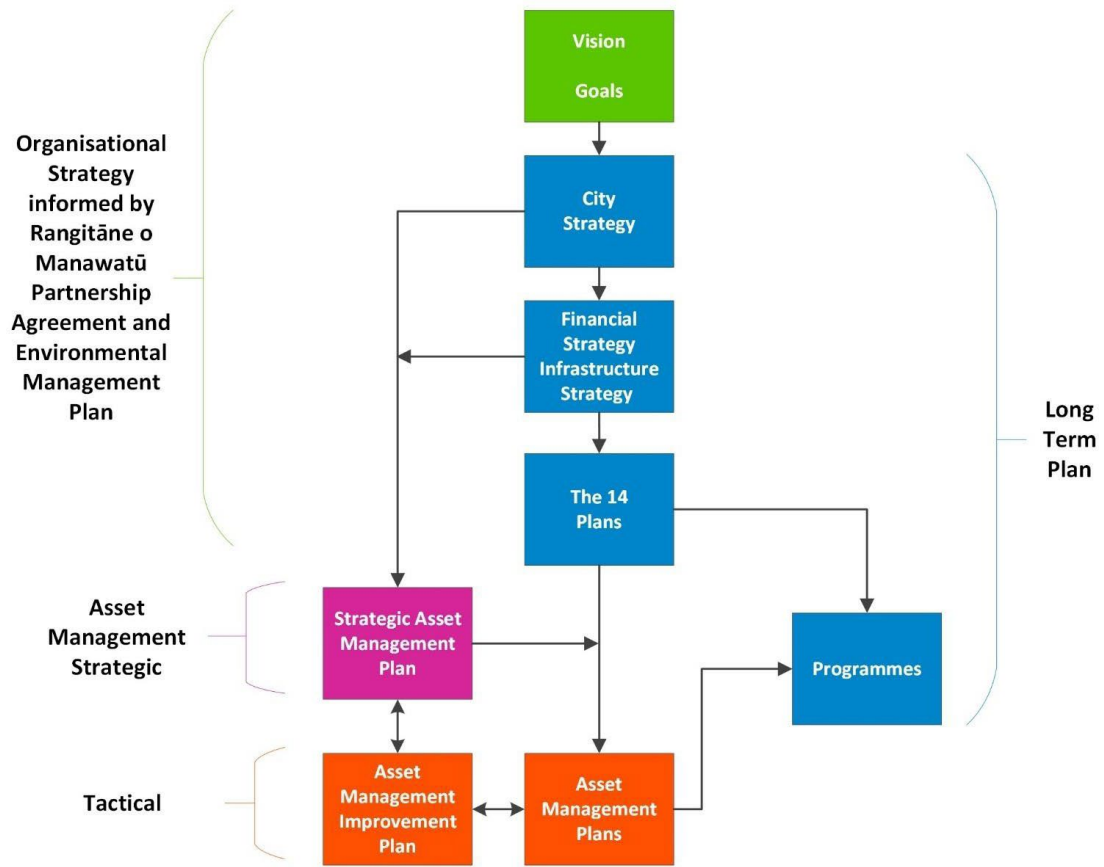 Vision
Goals
Organisational
Strategy
informed by
Rangitāne o
Manawatū
Partnership
Agreement and
Environmental
Management
Plan
City
Strategy
Financial
Strategy
Infrastructure
Strategy
Long
Term
Plan
The 14
Plans
Asset
Management
Strategic
Strategic Asset
Management
Plan
Programmes
Tactical
Asset
Management
Improvement
Plan
Asset
Management
Plans